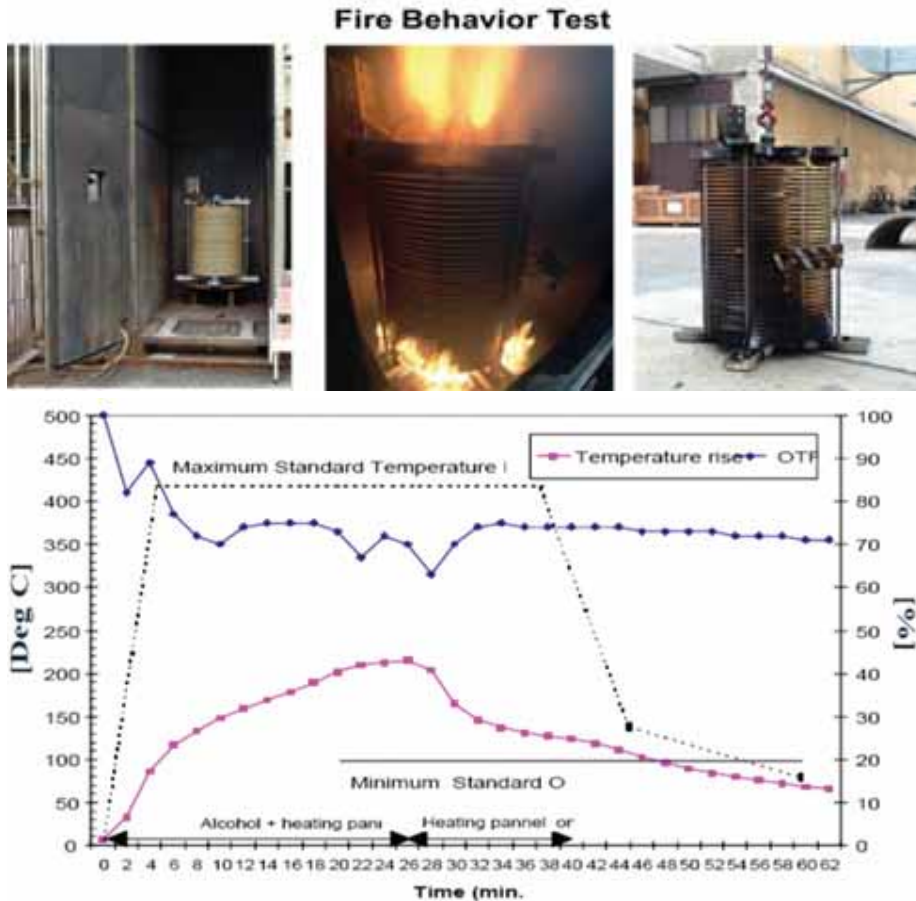 Fire Behavior Test
500
450
400
350
300
250
200
150
100
50
0
[Deg C]
100
90
80
70
60
50
40
30
20
10
0
[%]
Temperature rise OTF
Maximum Standard Temperature
Minimum Standard O
Alcohol + heating pani
Heating pannel or
0 2 4 6 8 10 12 14 16 18 20 22 24 26 28 30 32 34 36 38 40 42 44 46 48 50 52 54 56 58 60 62
Time (min.